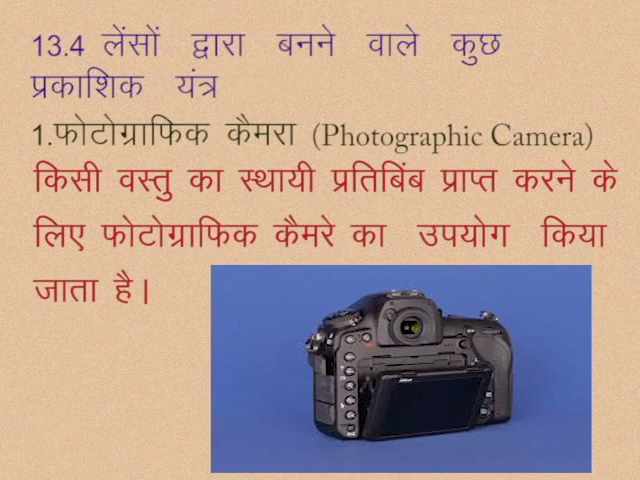 13.4 लेंसों द्वारा बनने वाले कुछ
प्रकाशिक यंत्र
1.फोटोग्राफिक कैमरा (Photographic Camera)
किसी वस्तु का स्थायी प्रतिबिंब प्राप्त करने के
लिए फोटोग्राफिक कैमरे का उपयोग किया
जाता है।